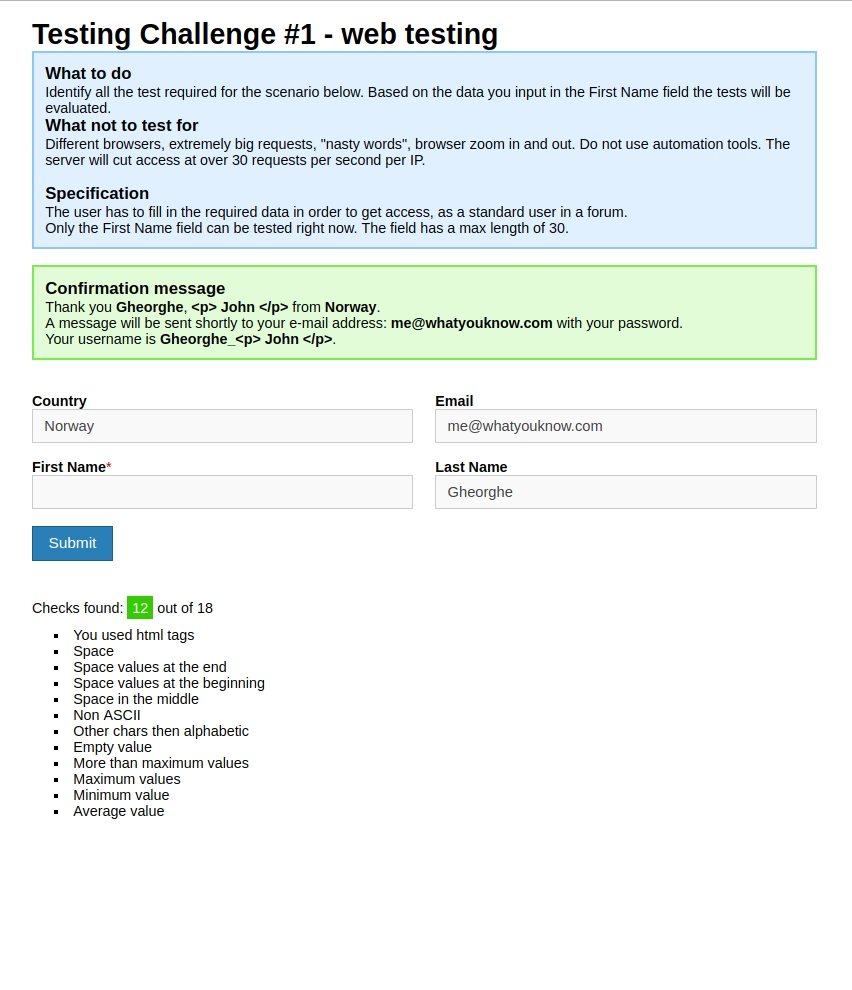 Testing Challenge #1 - web testing
What to do
Identify all the test required for the scenario below. Based on the data you input in the First Name field the tests will be
evaluated.
What not to test for
Different browsers, extremely big requests, "nasty words", browser zoom in and out. Do not use automation tools. The
server will cut access at over 30 requests per second per IP.
Specification
The user has to fill in the required data in order to get access, as a standard user in a forum.
Only the First Name field can be tested right now. The field has a max length of 30.
Confirmation message
Thank you Gheorghe, <p> John </p> from Norway.
A message will be sent shortly to your e-mail address: me@whatyouknow.com with your password.
Your username is Gheorghe_<p> John </p>.
Country Email
Norway me@whatyouknow.com
First Name* Last Name
Gheorghe
Submit
Checks found: 12 out of 18
You used html tags
Space
Space values at the end
Space values at the beginning
Space in the middle
Non ASCII
Other chars then alphabetic
Empty value
More than maximum values
Maximum values
Minimum value
Average value